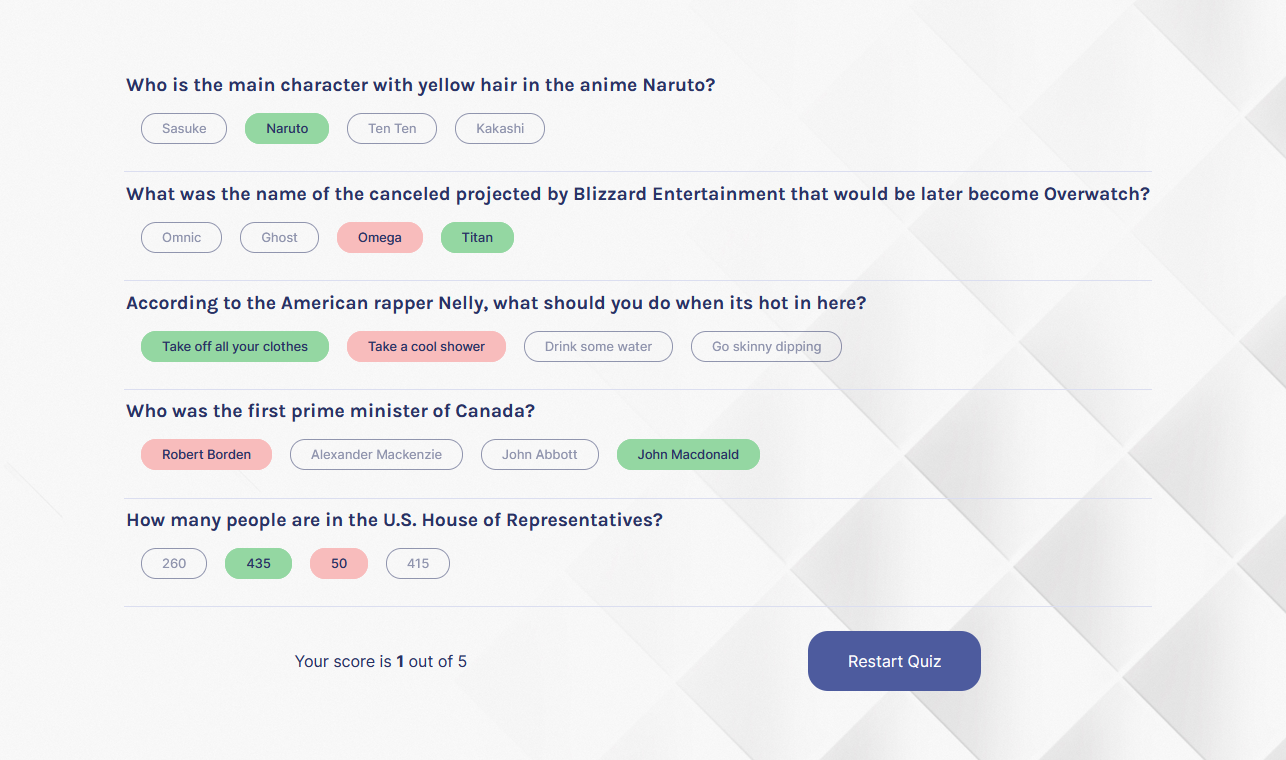 Who is the main character with yellow hair in the anime Naruto?
Sasuke Naruto Ten Ten Kakashi
What was the name of the canceled projected by Blizzard Entertainment that would be later become Overwatch?
Omnic Ghost Omega Titan
According to the American rapper Nelly, what should you do when its hot in here?
Take off all your clothes Take a cool shower Drink some water Go skinny dipping
Who was the first prime minister of Canada?
Robert Borden Alexander Mackenzie John Abbott John Macdonald
How many people are in the U.S. House of Representatives?
260 435 50 415
Your score is 1 out of 5 Restart Quiz